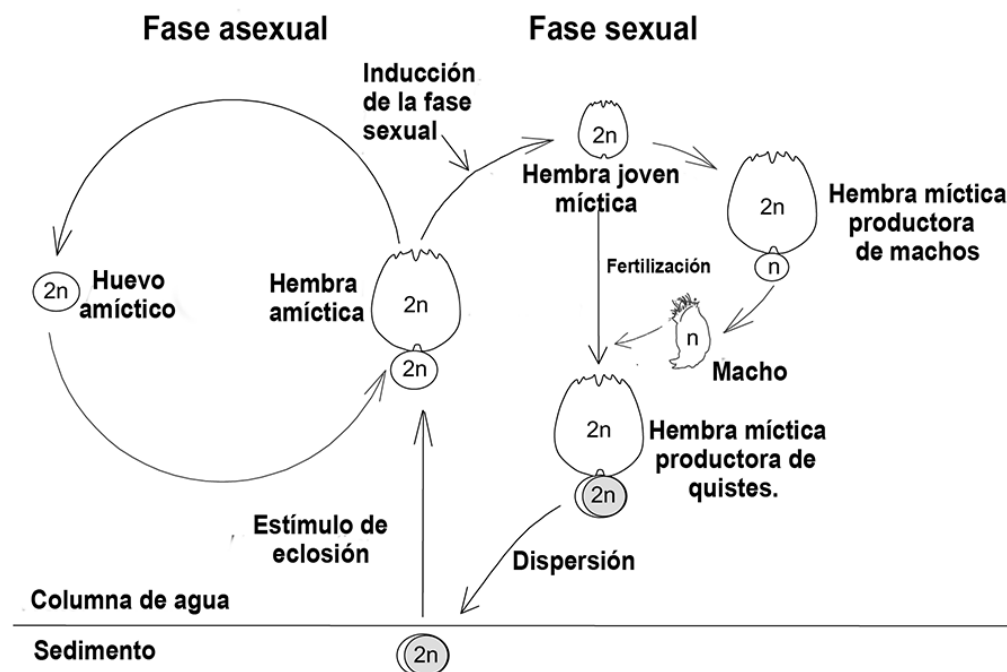 Fase asexual
Fase sexual
Inducción
de la fase
sexual
2n
Hembra joven
míctica
2n
n
Hembra míctica
productora
de machos
2n
Huevo
amíctico
Hembra
amíctica
2n
2n
Fertilización
n
Macho
2n
2n
Hembra míctica
productora de
quistes.
Estímulo de
eclosión
Dispersión
Columna de agua
Sedimento
2n